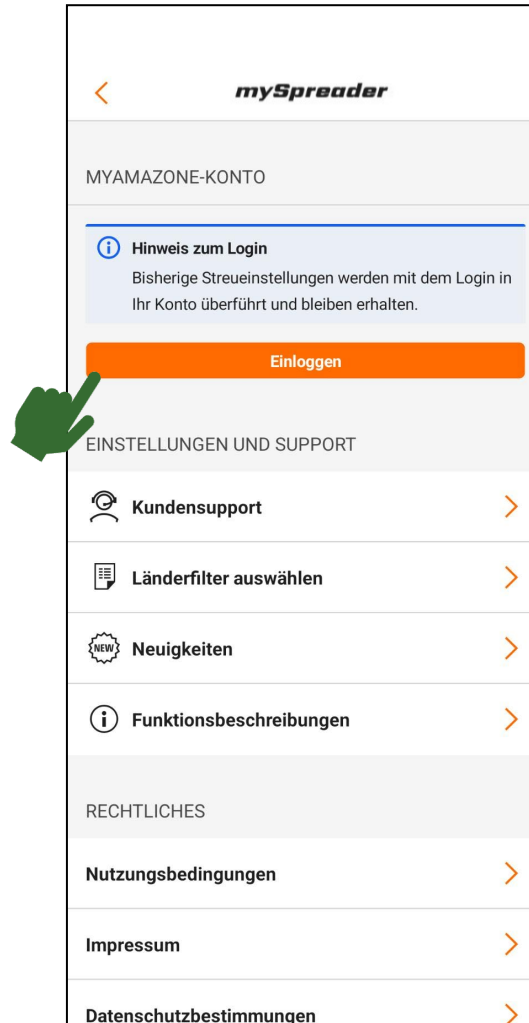 mySpreader
MYAMAZONE-KONTO
Hinweis zum Login
Bisherige Streueinstellungen werden mit dem Login in
Ihr Konto überführt und bleiben erhalten.
Einloggen
EINSTELLUNGEN UND SUPPORT
Kundensupport
Länderfilter auswählen
NEW Neuigkeiten
Funktionsbeschreibungen
RECHTLICHES
Nutzungsbedingungen
Impressum
Datenschutzbestimmungen